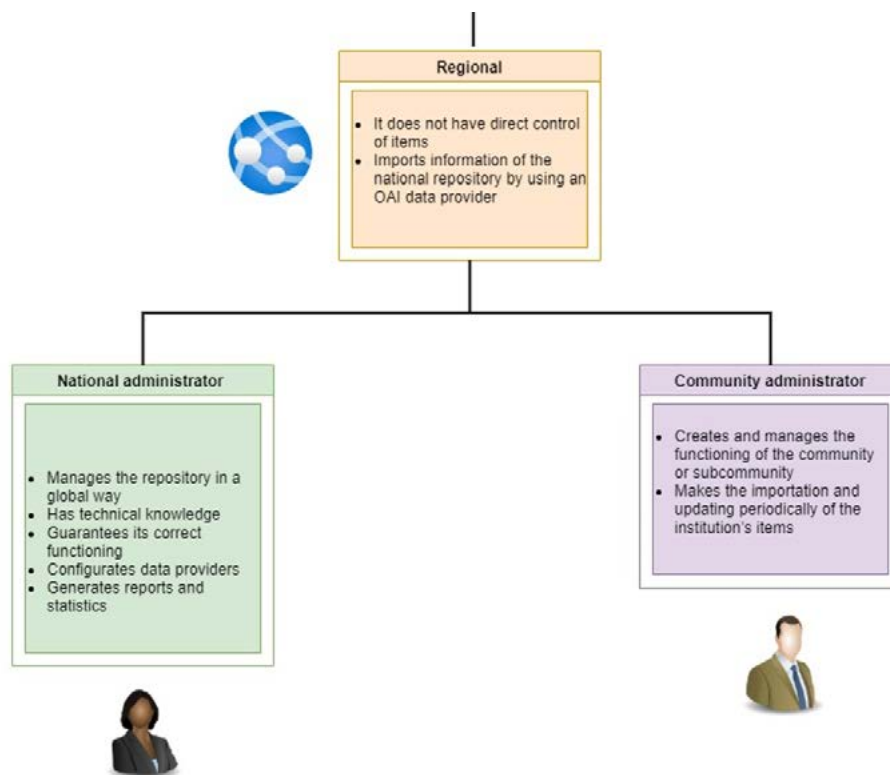 Regional
• It does not have direct control
of items
• Imports information of the
national repository by using an
OAI data provider
National administrator
• Manages the repository in a
global way
• Has technical knowledge
• Guarantees its correct
functioning
• Configurates data providers
• Generates reports and
statistics
Community administrator
• Creates and manages the
functioning of the community
or subcommunity
• Makes the importation and
updating periodically of the
institution's items